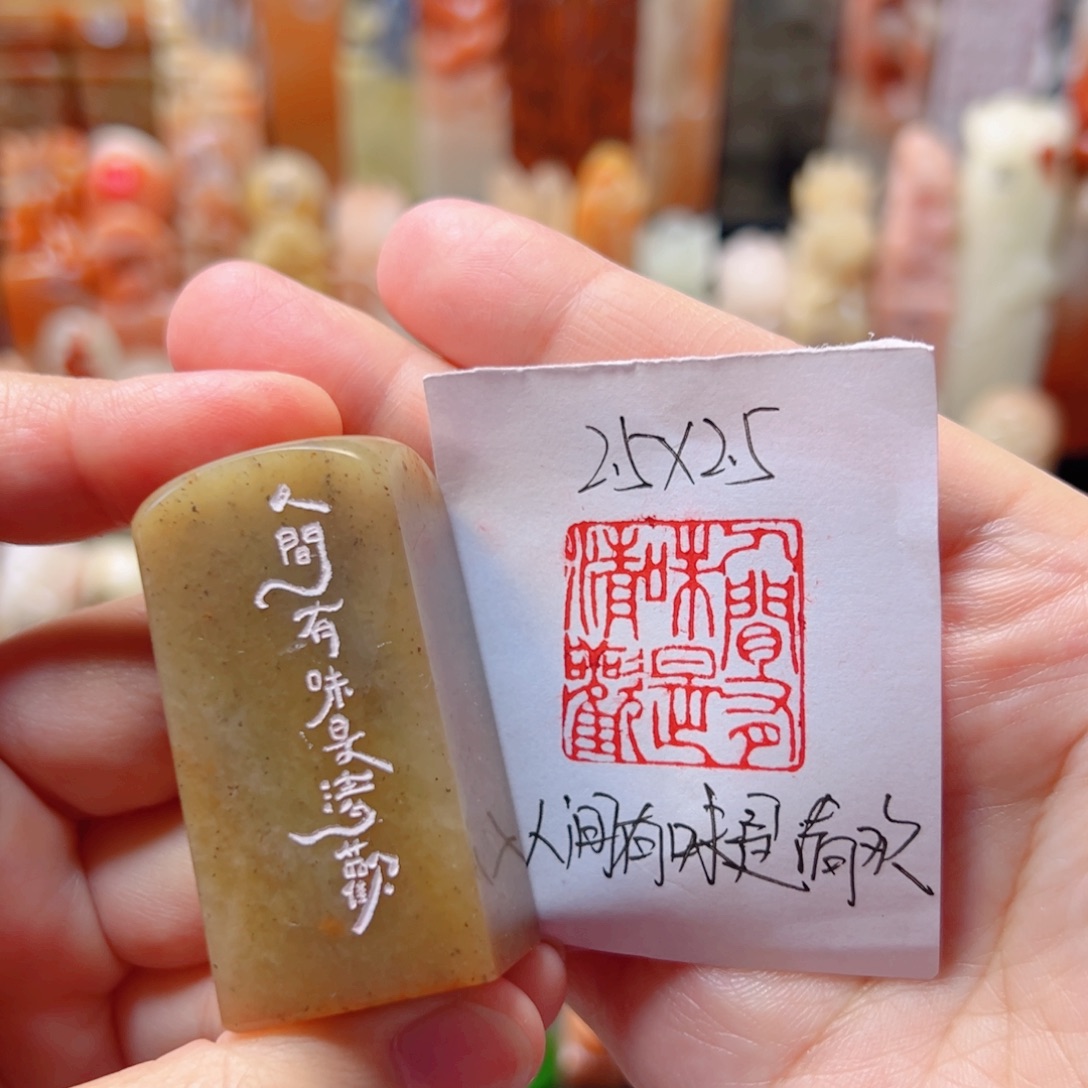 人間有味是清歡
2.5X2.5
人間有
味是
清歡
人间有味是清欢